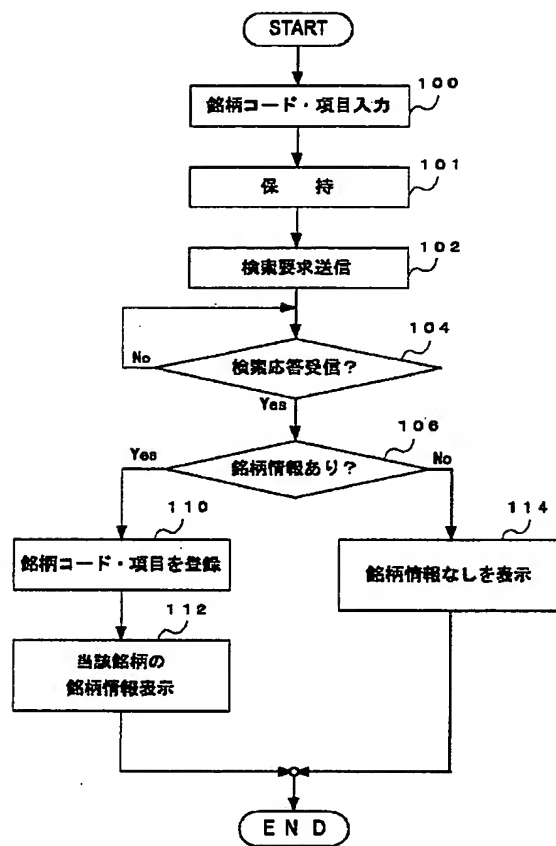 START
100
銘柄コード・項目入力
101
保　持
102
検索要求送信
104
検索応答受信？
No
Yes
106
銘柄情報あり？
Yes
No
110
銘柄コード・項目を登録
114
銘柄情報なしを表示
112
当該銘柄の
銘柄情報表示
END